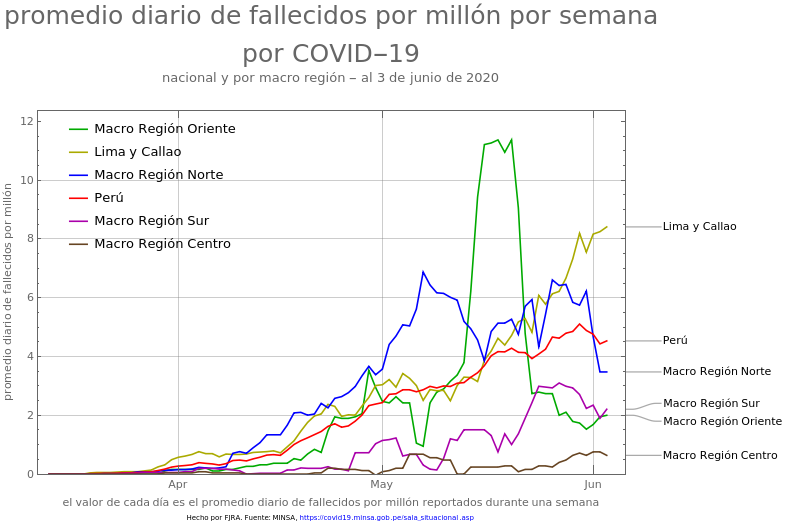 promedio diario de fallecidos por millón por semana
por COVID−19
nacional y por macro región − al 3 de junio de 2020
promedio diario de fallecidos por millón
12
10
8
6
4
2
0
Macro Región Oriente
Lima y Callao
Macro Región Norte
Perú
Macro Región Sur
Macro Región Centro
Lima y Callao
Perú
Macro Región Norte
Macro Región Sur
Macro Región Oriente
Macro Región Centro
Apr
May
Jun
el valor de cada día es el promedio diario de fallecidos por millón reportados durante una semana
Hecho por FJRA. Fuente: MINSA, https://covid19.minsa.gob.pe/sala_situacional.asp